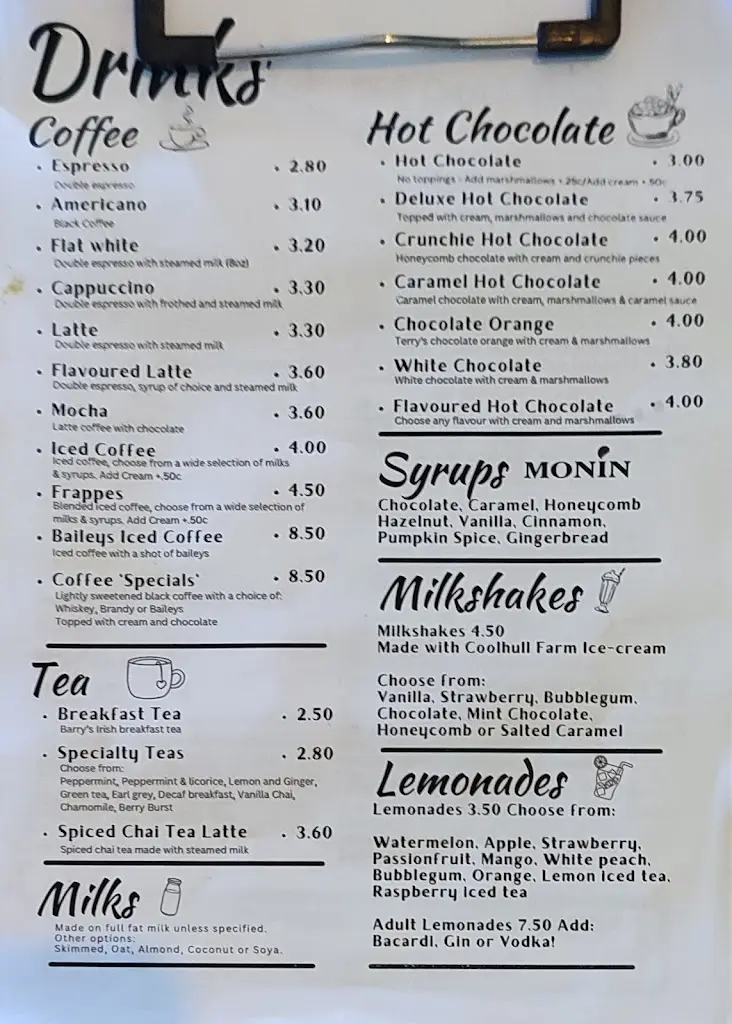 Drinks
Coffee
• Espresso • 2.80
Double espresso
• Americano • 3.10
Black Coffee
• Flat white • 3.20
Double espresso with steamed milk (8oz)
• Cappuccino • 3.30
Double espresso with frothed and steamed milk
• Latte • 3.30
Double espresso with steamed milk
• Flavoured Latte • 3.60
Double espresso, syrup of choice and steamed milk
• Mocha • 3.60
Latte coffee with chocolate
• Iced Coffee • 4.00
Iced coffee, choose from a wide selection of milks
& syrups. Add Cream +.50c
• Frappes • 4.50
Blended iced coffee, choose from a wide selection of
milks & syrups. Add Cream +.50c
• Baileys Iced Coffee • 8.50
Iced coffee with a shot of baileys
• Coffee 'Specials' • 8.50
Lightly sweetened black coffee with a choice of:
Whiskey, Brandy or Baileys
Topped with cream and chocolate
Tea
• Breakfast Tea • 2.50
Barry's Irish breakfast tea
• Specialty Teas • 2.80
Choose from:
Peppermint, Peppermint & licorice, Lemon and Ginger,
Green tea, Earl grey, Decaf breakfast, Vanilla Chai,
Chamomile, Berry Burst
• Spiced Chai Tea Latte • 3.60
Spiced chai tea made with steamed milk
Milks
Made on full fat milk unless specified.
Other options:
Skimmed, Oat, Almond, Coconut or Soya.
Hot Chocolate
• Hot Chocolate • 3.00
No toppings - Add marshmallows + 25c/Add cream + 50c
• Deluxe Hot Chocolate • 3.75
Topped with cream, marshmallows and chocolate sauce
• Crunchie Hot Chocolate • 4.00
Honeycomb chocolate with cream and crunchie pieces
• Caramel Hot Chocolate • 4.00
Caramel chocolate with cream, marshmallows & caramel sauce
• Chocolate Orange • 4.00
Terry's chocolate orange with cream & marshmallows
• White Chocolate • 3.80
White chocolate with cream & marshmallows
• Flavoured Hot Chocolate • 4.00
Choose any flavour with cream and marshmallows
Syrups MONIN
Chocolate, Caramel, Honeycomb
Hazelnut, Vanilla, Cinnamon,
Pumpkin Spice, Gingerbread
Milkshakes
Milkshakes 4.50
Made with Coolhull Farm Ice-cream
Choose from:
Vanilla, Strawberry, Bubblegum,
Chocolate, Mint Chocolate,
Honeycomb or Salted Caramel
Lemonades
Lemonades 3.50 Choose from:
Watermelon, Apple, Strawberry,
Passionfruit, Mango, White peach,
Bubblegum, Orange, Lemon Iced tea,
Raspberry Iced tea
Adult Lemonades 7.50 Add:
Bacardi, Gin or Vodka!